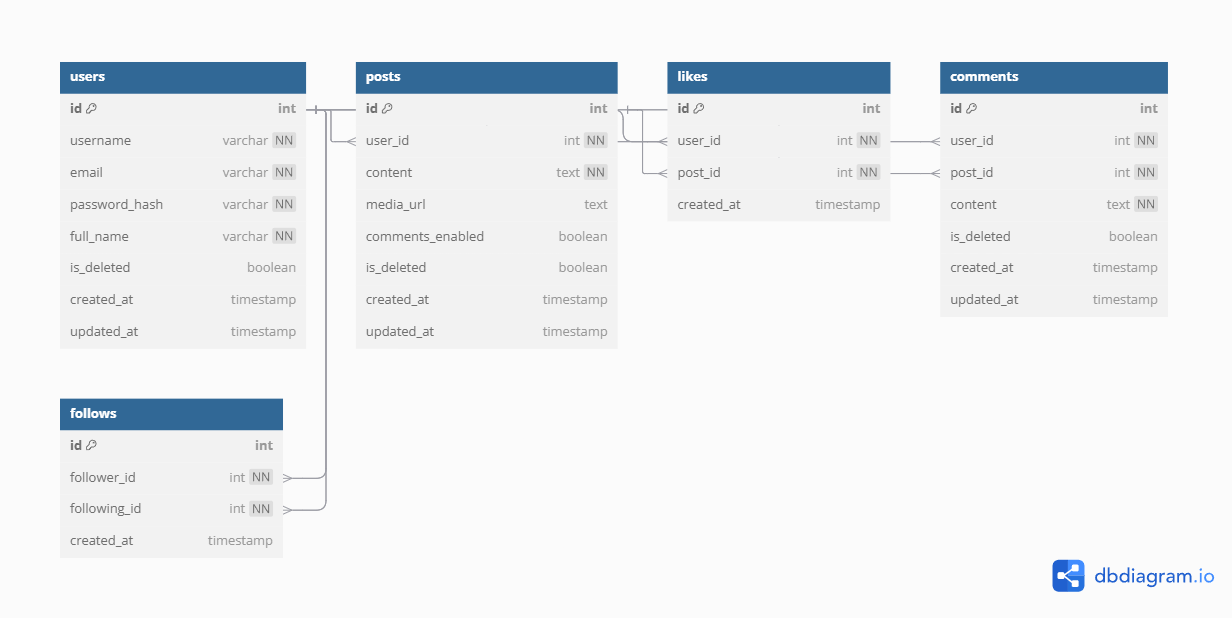 users
id int
username varchar NN
email varchar NN
password_hash varchar NN
full_name varchar NN
is_deleted boolean
created_at timestamp
updated_at timestamp
posts
id int
user_id int NN
content text NN
media_url text
comments_enabled boolean
is_deleted boolean
created_at timestamp
updated_at timestamp
likes
id int
user_id int NN
post_id int NN
created_at timestamp
comments
id int
user_id int NN
post_id int NN
content text NN
is_deleted boolean
created_at timestamp
updated_at timestamp
follows
id int
follower_id int NN
following_id int NN
created_at timestamp
dbdiagram.io